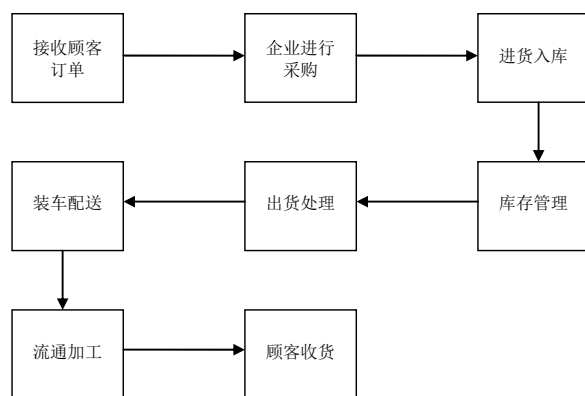 接收顾客
订单
企业进行
采购
进货入库
库存管理
出货处理
装车配送
流通加工
顾客收货